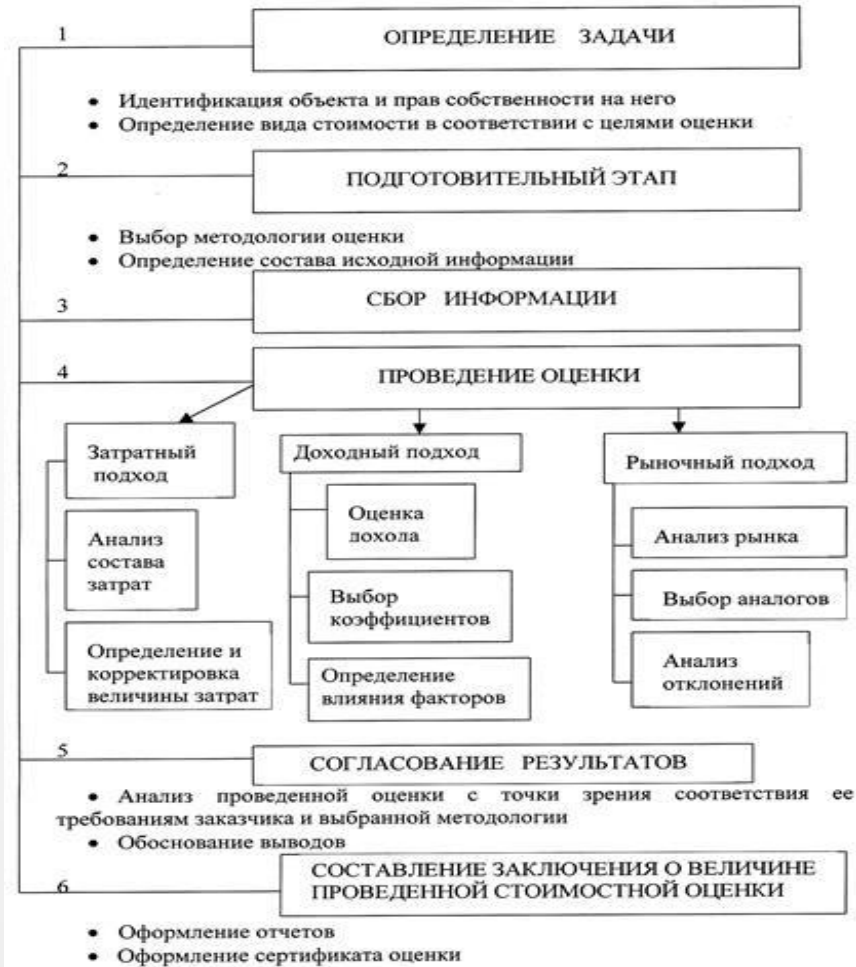 1
ОПРЕДЕЛЕНИЕ ЗАДАЧИ
• Идентификация объекта и прав собственности на него
• Определение вида стоимости в соответствии с целями оценки
2
ПОДГОТОВИТЕЛЬНЫЙ ЭТАП
• Выбор методологии оценки
• Определение состава исходной информации
3
СБОР ИНФОРМАЦИИ
4
ПРОВЕДЕНИЕ ОЦЕНКИ
Затратный
подход
Анализ
состава
затрат
Определение и
корректировка
величины затрат
Доходный подход
Оценка
дохола
Выбор
коэффициентов
Определение
влияния факторов
Рыночный подход
Анализ рынка
Выбор аналогов
Анализ
отклонений
5
СОГЛАСОВАНИЕ РЕЗУЛЬТАТОВ
• Анализ проведенной оценки с точки зрения соответствия ее
требованиям заказчика и выбранной методологии
• Обоснование выводов
6
СОСТАВЛЕНИЕ ЗАКЛЮЧЕНИЯ О ВЕЛИЧИНЕ
ПРОВЕДЕННОЙ СТОИМОСТНОЙ ОЦЕНКИ
• Оформление отчетов
• Оформление сертификата оценки